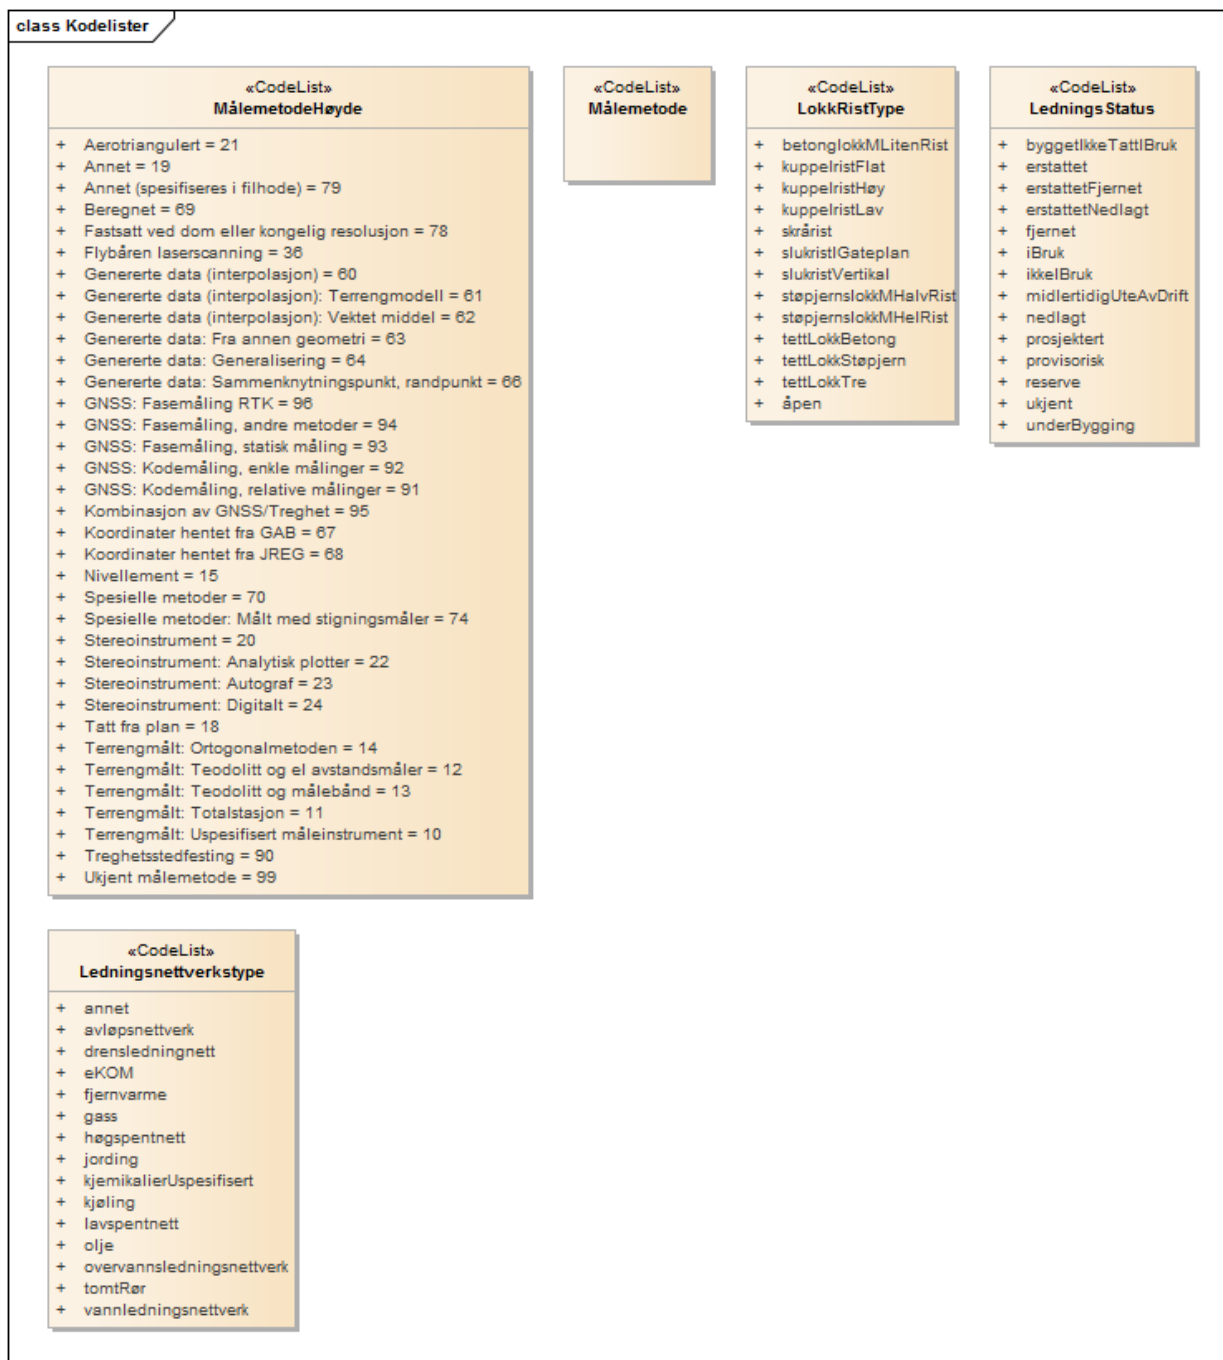 class Kodelister
«CodeList»
MålemetodeHøyde
+ Aerotriangulert = 21
+ Annet = 19
+ Annet (spesifiseres i filhode) = 79
+ Beregnet = 69
+ Fastsatt ved dom eller kongelig resolusjon = 78
+ Flybåren laserscanning = 36
+ Genererte data (interpolasjon) = 60
+ Genererte data (interpolasjon): Terrengmodell = 61
+ Genererte data (interpolasjon): Vektet middel = 62
+ Genererte data: Fra annen geometri = 63
+ Genererte data: Generalisering = 64
+ Genererte data: Sammenknytningspunkt, randpunkt = 66
+ GNSS: Fasemåling RTK = 96
+ GNSS: Fasemåling, andre metoder = 94
+ GNSS: Fasemåling, statisk måling = 93
+ GNSS: Kodemåling, enkle målinger = 92
+ GNSS: Kodemåling, relative målinger = 91
+ Kombinasjon av GNSS/Treghet = 95
+ Koordinater hentet fra GAB = 67
+ Koordinater hentet fra JREG = 68
+ Nivellement = 15
+ Spesielle metoder = 70
+ Spesielle metoder: Målt med stigningsmåler = 74
+ Stereoinstrument = 20
+ Stereoinstrument: Analytisk plotter = 22
+ Stereoinstrument: Autograf = 23
+ Stereoinstrument: Digitalt = 24
+ Tatt fra plan = 18
+ Terrengmålt: Ortogonalmetoden = 14
+ Terrengmålt: Teodolitt og el avstandsmåler = 12
+ Terrengmålt: Teodolitt og målebånd = 13
+ Terrengmålt: Totalstasjon = 11
+ Terrengmålt: Uspesifisert måleinstrument = 10
+ Treghetsstedfesting = 90
+ Ukjent målemetode = 99
«CodeList»
Målemetode
«CodeList»
LokkRistType
+ betonglokkMLitenRist
+ kuppelristFlat
+ kuppelristHøy
+ kuppelristLav
+ skrårist
+ slukristIGateplan
+ slukristVertikal
+ støpjernslokkMHalvRist
+ støpjernslokkMHelRist
+ tettLokkBetong
+ tettLokkStøpjern
+ tettLokkTre
+ åpen
«CodeList»
LedningsStatus
+ byggetIkkeTattIBruk
+ erstattet
+ erstattetFjernet
+ erstattetNedlagt
+ fjernet
+ iBruk
+ ikkeIBruk
+ midlertidigUteAvDrift
+ nedlagt
+ prosjektert
+ provisorisk
+ reserve
+ ukjent
+ underBygging
«CodeList»
Ledningsnettverkstype
+ annet
+ avløpsnettverk
+ drensledningnett
+ eKOM
+ fjernvarme
+ gass
+ høgspentnett
+ jording
+ kjemikalierUspesifisert
+ kjøling
+ lavspentnett
+ olje
+ overvannsledningsnettverk
+ tomtRør
+ vannledningsnettverk